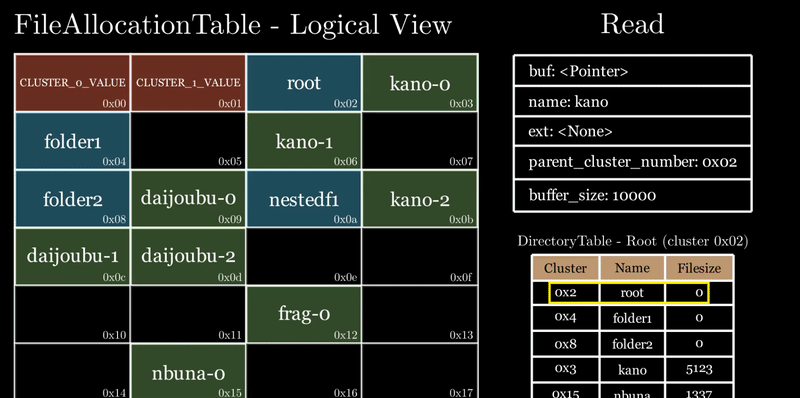 FileAllocationTable - Logical View
CLUSTER_0_VALUE 0x00 CLUSTER_1_VALUE 0x01 root 0x02 kano-0 0x03
folder1 0x04 0x05 kano-1 0x06 0x07
folder2 0x08 daijoubu-0 0x09 nestedf1 0x0a kano-2 0x0b
daijoubu-1 0x0c daijoubu-2 0x0d 0x0e 0x0f
0x10 0x11 frag-0 0x12 0x13
0x14 nbuna-0 0x15 0x16 0x17
Read
buf: <Pointer>
name: kano
ext: <None>
parent_cluster_number: 0x02
buffer_size: 10000
DirectoryTable - Root (cluster 0x02)
Cluster Name Filesize
0x2 root 0
0x4 folder1 0
0x8 folder2 0
0x3 kano 5123
0x15 nbuna 1337